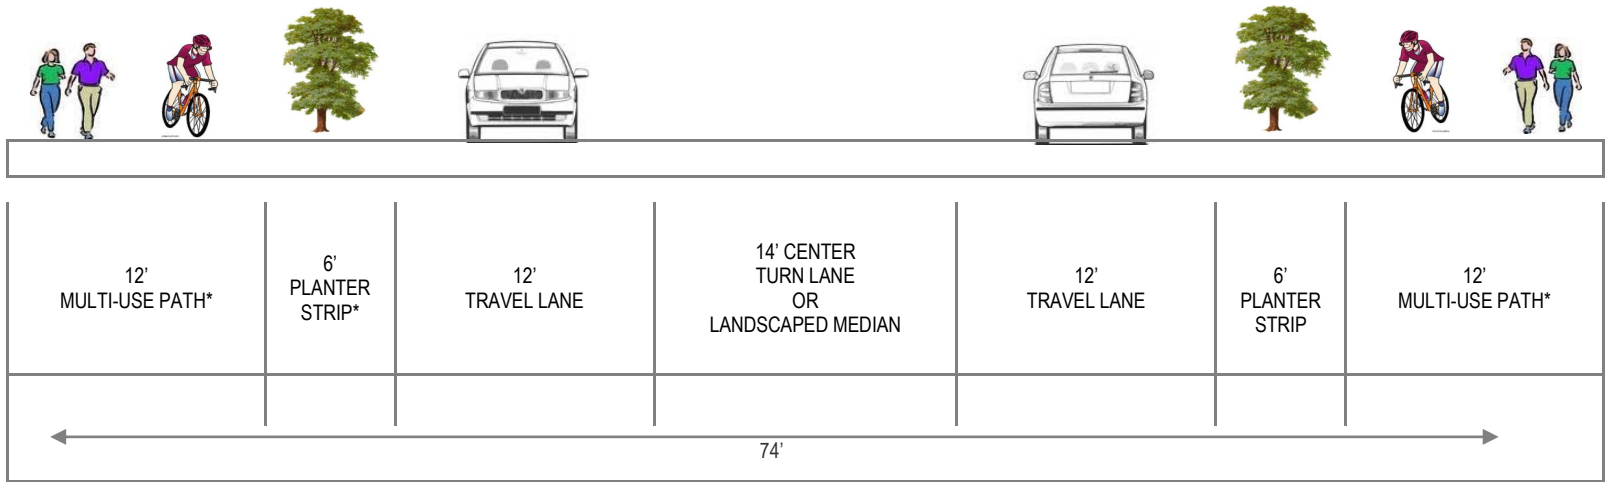 12’
MULTI-USE PATH*
6’
PLANTER
STRIP*
12’
TRAVEL LANE
14’ CENTER
TURN LANE
OR
LANDSCAPED MEDIAN
12’
TRAVEL LANE
6’
PLANTER
STRIP
12’
MULTI-USE PATH*
74’